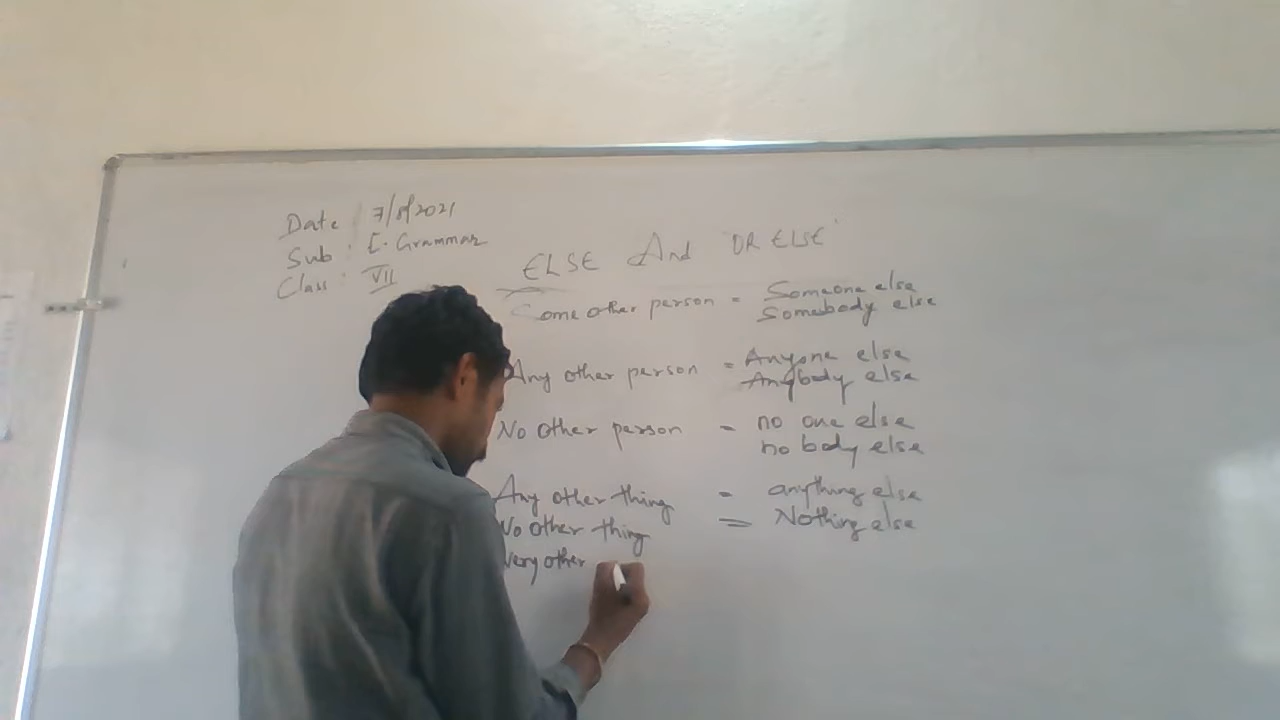 Date : 7/8/2021
Sub : E. Grammar
Class : VII
ELSE And "OR ELSE"
Some other person = Someone else
Somebody else
Any other person = Anyone else
Anybody else
No other person = no one else
no body else
Any other thing = anything else
No other thing = Nothing else
very other